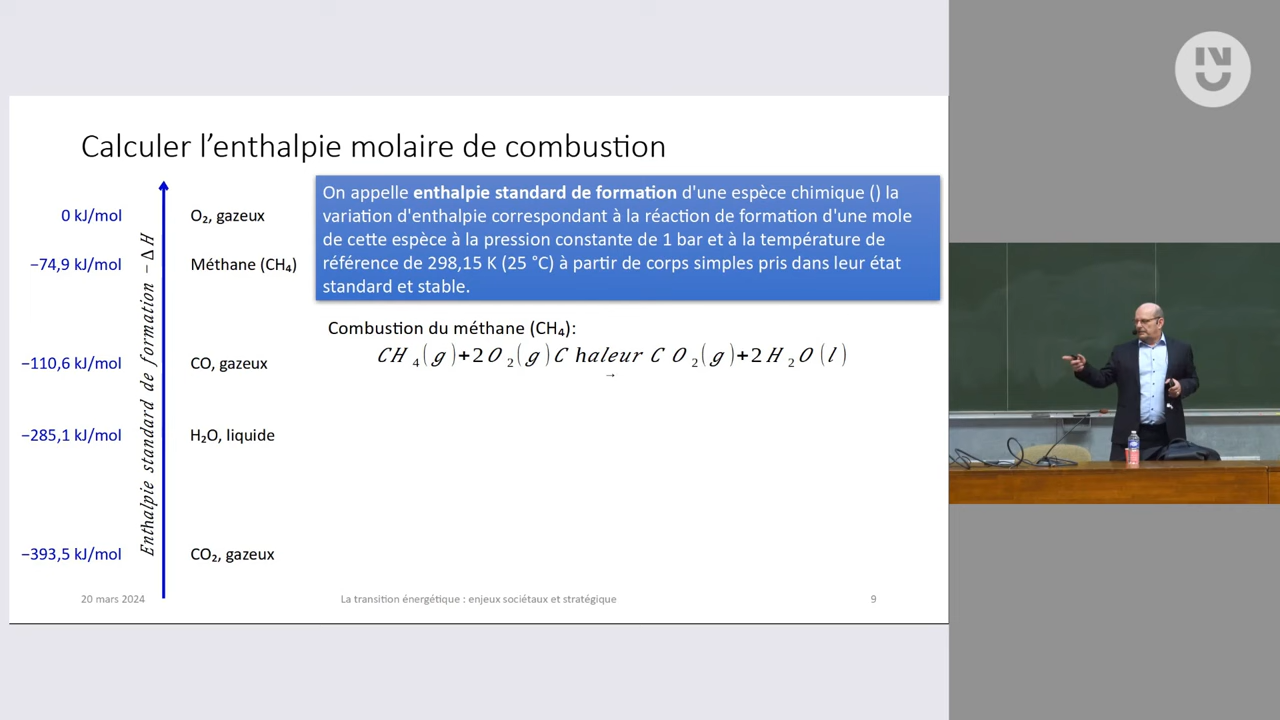 Calculer l’enthalpie molaire de combustion
0 kJ/mol
O₂, gazeux
−74,9 kJ/mol
Méthane (CH₄)
−110,6 kJ/mol
CO, gazeux
−285,1 kJ/mol
H₂O, liquide
−393,5 kJ/mol
CO₂, gazeux
Enthalpie standard de formation − ΔH
On appelle enthalpie standard de formation d'une espèce chimique () la
variation d'enthalpie correspondant à la réaction de formation d'une mole
de cette espèce à la pression constante de 1 bar et à la température de
référence de 298,15 K (25 °C) à partir de corps simples pris dans leur état
standard et stable.
Combustion du méthane (CH₄):
CH₄(g)+2O₂(g)C haleur CO₂(g)+2H₂O(l)
→
20 mars 2024
La transition énergétique : enjeux sociétaux et stratégique
9